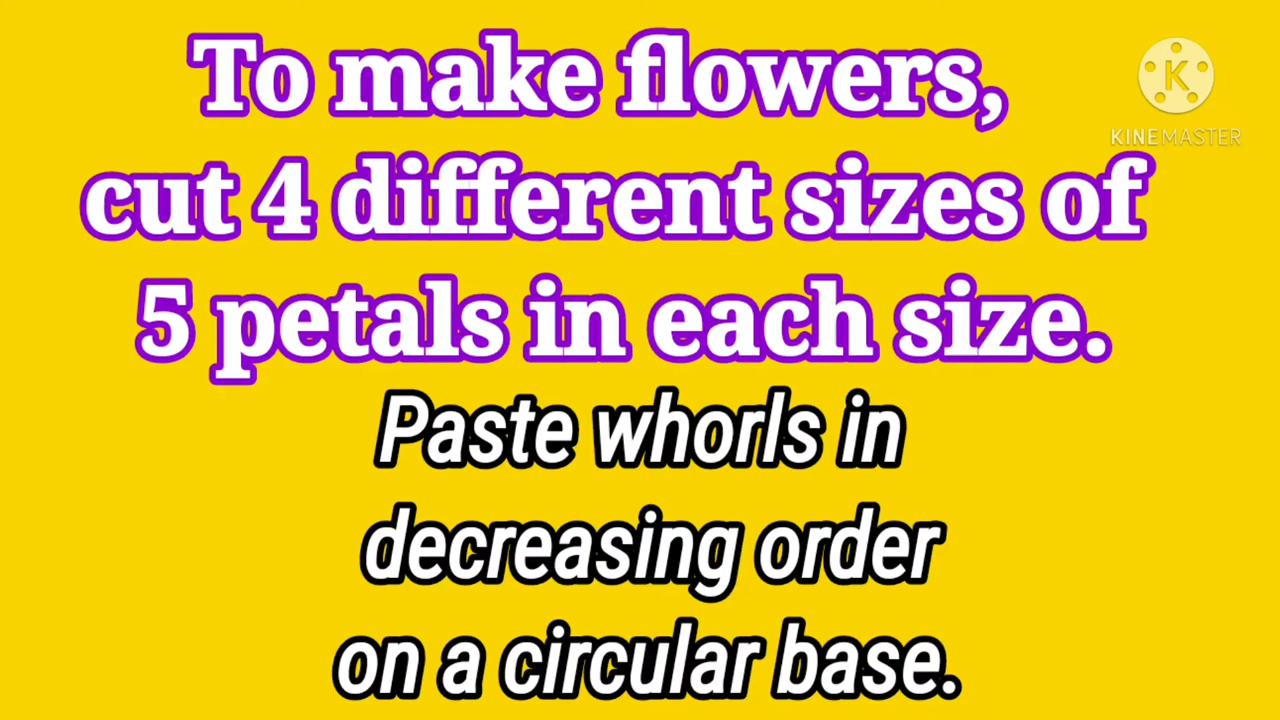 To make flowers,
K
KINEMASTER
cut 4 different sizes of
5 petals in each size.
Paste whorls in
decreasing order
on a circular base.